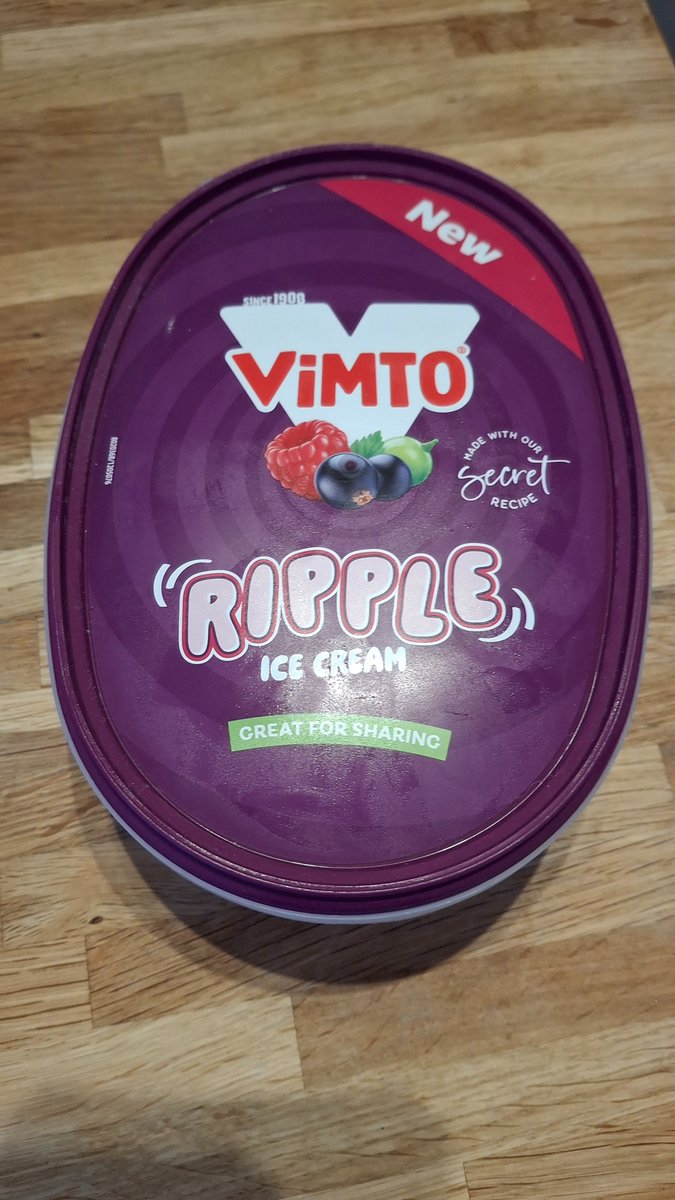 New
SINCE 1908
ViMTO®
MADE WITH OUR
secret
RECIPE
RIPPLE
ICE CREAM
GREAT FOR SHARING